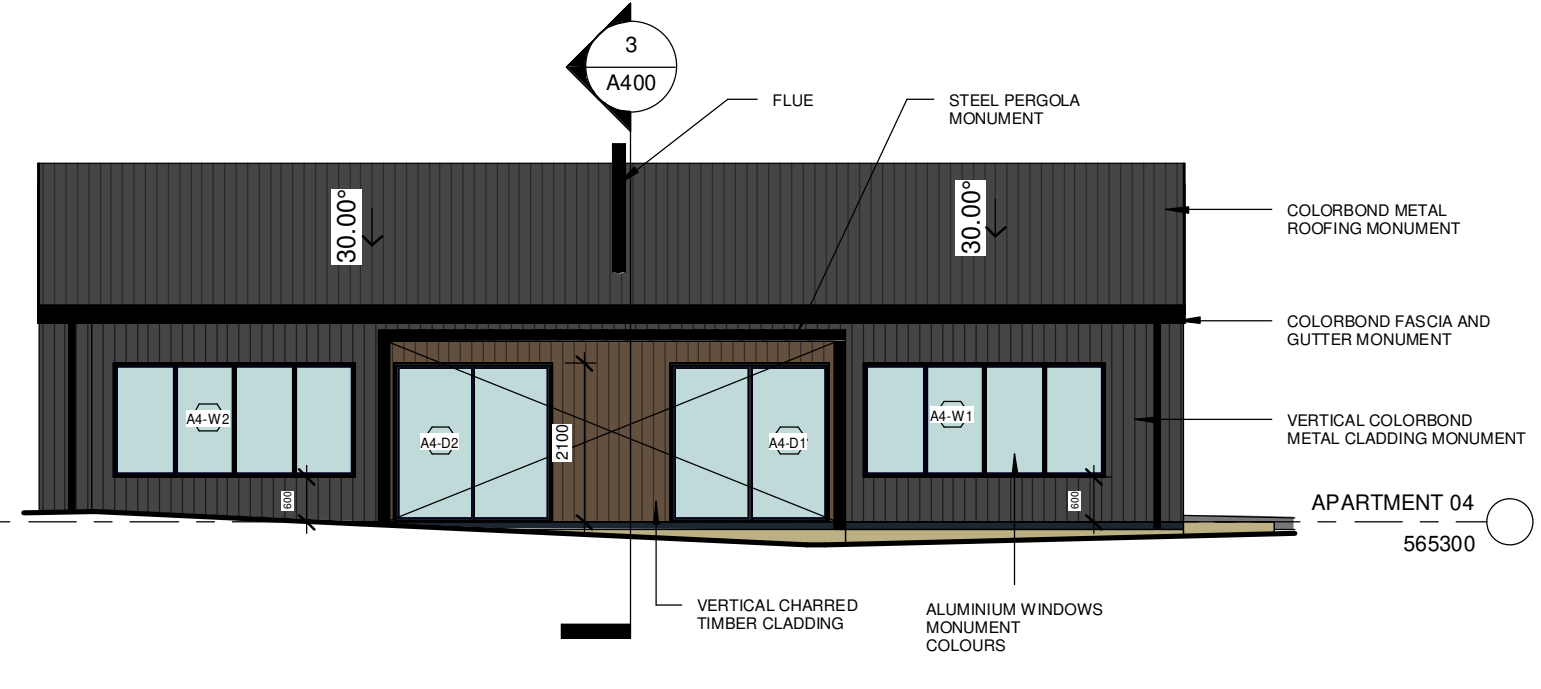 3
A400
FLUE
STEEL PERGOLA
MONUMENT
30.00°
30.00°
COLORBOND METAL
ROOFING MONUMENT
COLORBOND FASCIA AND
GUTTER MONUMENT
A4-W2
A4-D2
2100
A4-D1
A4-W1
VERTICAL COLORBOND
METAL CLADDING MONUMENT
600
600
APARTMENT 04
565300
VERTICAL CHARRED
TIMBER CLADDING
ALUMINIUM WINDOWS
MONUMENT
COLOURS